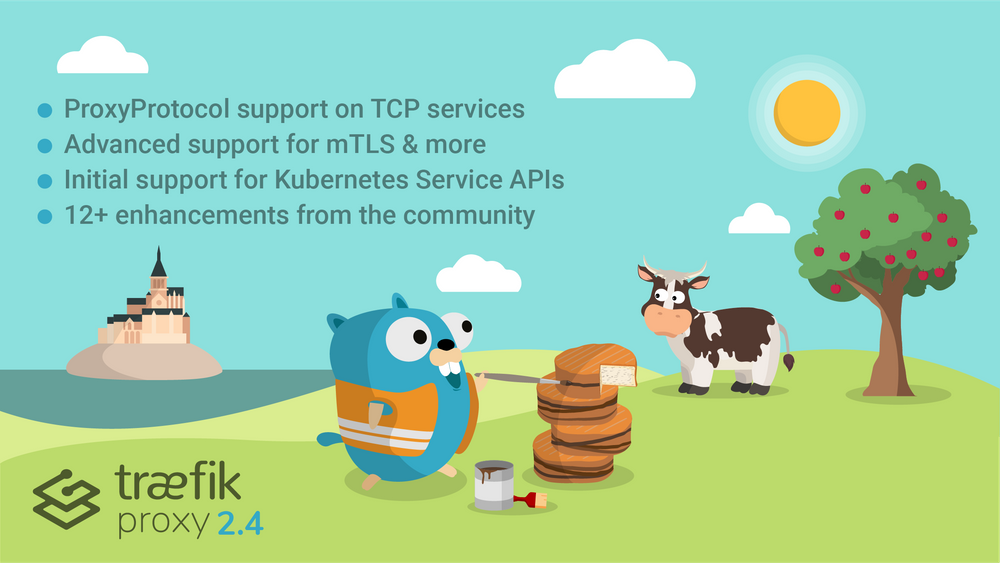 ProxyProtocol support on TCP services
Advanced support for mTLS & more
Initial support for Kubernetes Service APIs
12+ enhancements from the community
træfik
proxy 2.4